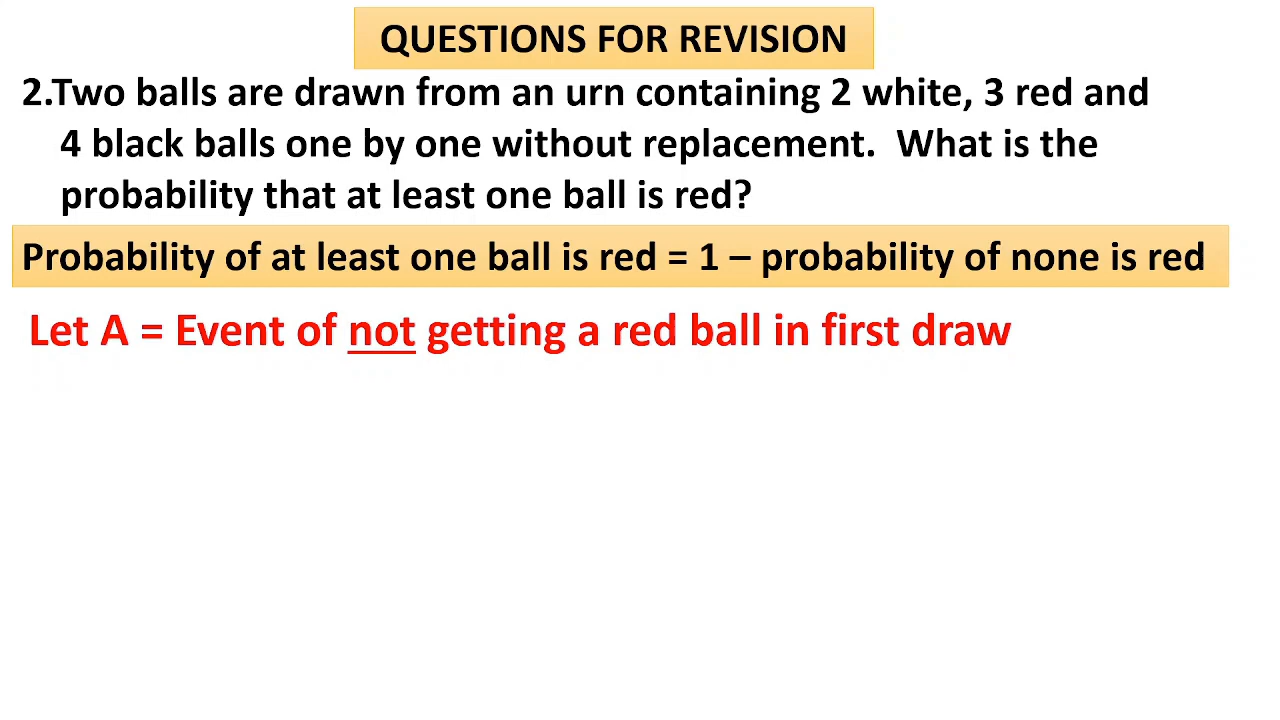 QUESTIONS FOR REVISION
2.Two balls are drawn from an urn containing 2 white, 3 red and
4 black balls one by one without replacement.  What is the
probability that at least one ball is red?
Probability of at least one ball is red = 1 – probability of none is red
Let A = Event of not getting a red ball in first draw